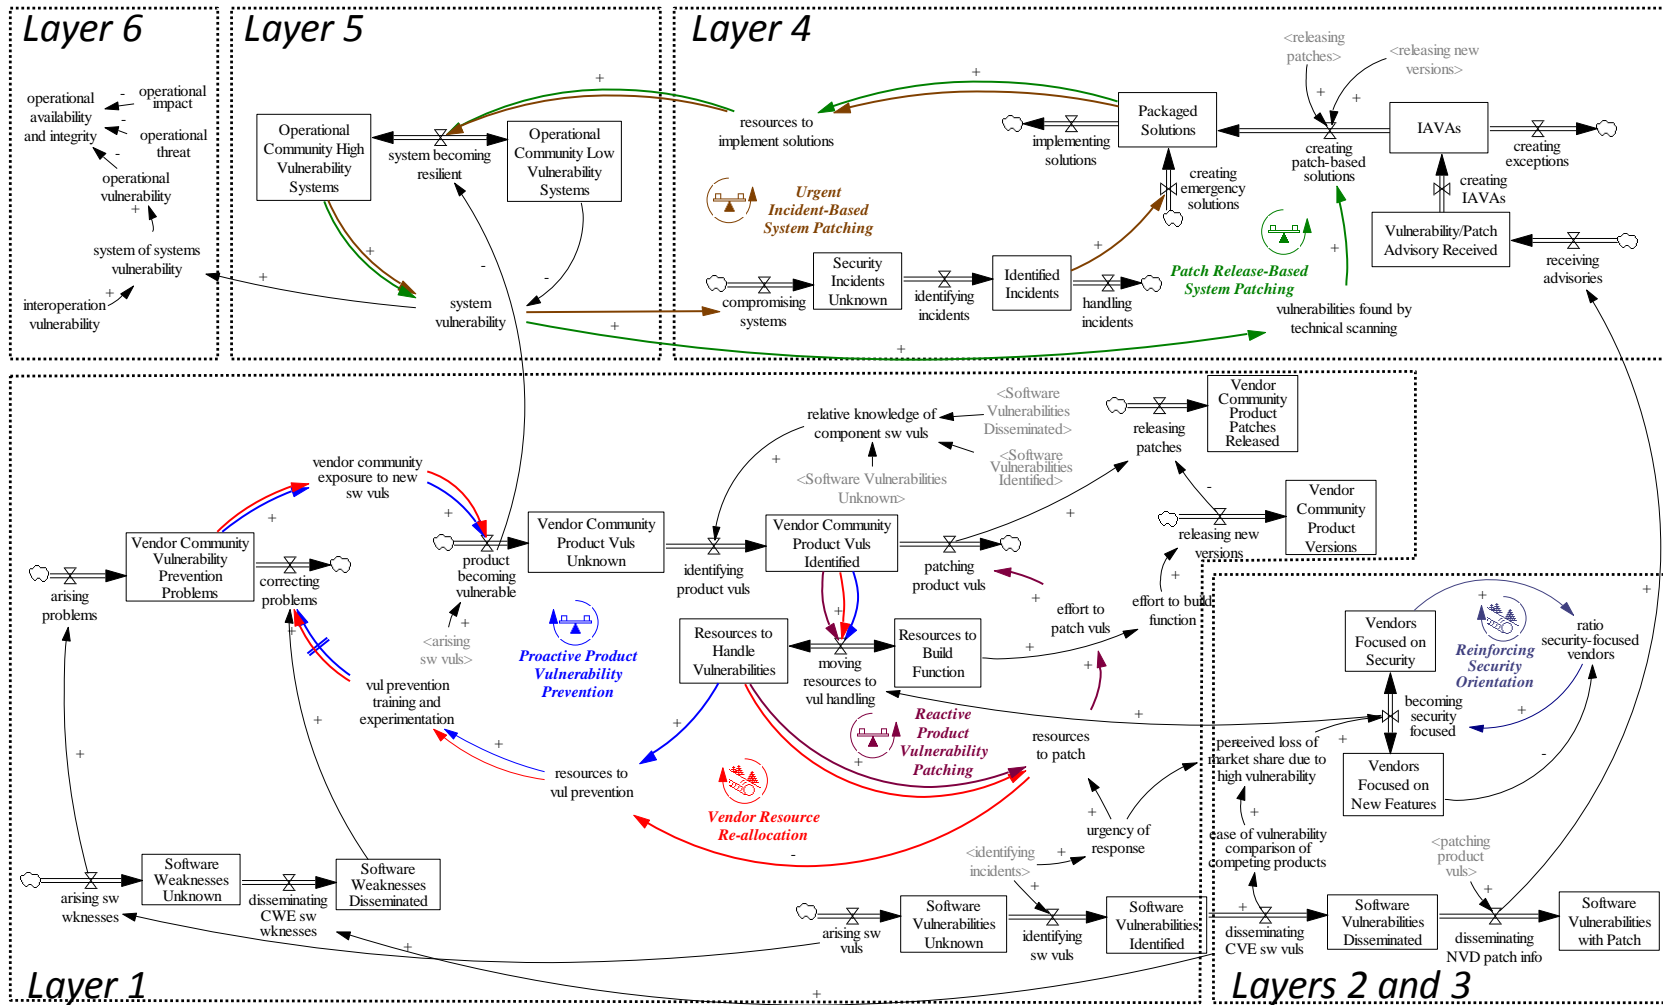 Layer 6
operational
availability
and integrity
-
operational
impact
-
operational
threat
-
operational
vulnerability
+
system of systems
vulnerability
+
interoperation
vulnerability
Layer 5
Operational
Community High
Vulnerability
Systems
system becoming
resilient
Operational
Community Low
Vulnerability
Systems
+
+
-
-
+
system
vulnerability
Layer 4
+
resources to
implement solutions
Packaged
Solutions
implementing
solutions
<releasing
patches>
<releasing new
versions>
+
+
creating
patch-based
solutions
IAVAs
creating
exceptions
creating
IAVAs
Vulnerability/Patch
Advisory Received
receiving
advisories
creating
emergency
solutions
+
Urgent
Incident-Based
System Patching
compromising
systems
Security
Incidents
Unknown
identifying
incidents
Identified
Incidents
handling
incidents
Patch Release-Based
System Patching
+
vulnerabilities found by
technical scanning
+
+
vendor community
exposure to new
sw vuls
+
+
Vendor Community
Vulnerability
Prevention
Problems
arising
problems
correcting
problems
+
+
+
+
product
becoming
vulnerable
+
<arising
sw vuls>
vul prevention
training and
experimentation
Vendor Community
Product Vuls
Unknown
identifying
product vuls
+
relative knowledge of
component sw vuls
<Software
Vulnerabilities
Disseminated>
<Software
Vulnerabilities
Identified>
<Software Vulnerabilities
Unknown>
Vendor Community
Product Vuls
Identified
patching
product vuls
+
releasing
patches
Vendor
Community
Product
Patches
Released
-
releasing new
versions
Vendor
Community
Product
Versions
+
effort to build
function
+
effort to
patch vuls
+
+
Proactive Product
Vulnerability
Prevention
Resources to
Handle
Vulnerabilities
+
moving
resources to
vul handling
Resources to
Build
Function
+
Reactive
Product
Vulnerability
Patching
+
+
resources to
vul prevention
+
Vendor Resource
Re-allocation
-
resources
to patch
+
urgency of
response
+
+
<identifying
incidents>
+
Software
Weaknesses
Unknown
arising sw
wknesses
disseminating
CWE sw
wknesses
Software
Weaknesses
Disseminated
+
+
arising sw
vuls
Software
Vulnerabilities
Unknown
identifying
sw vuls
Software
Vulnerabilities
Identified
Layer 1
+
Vendors
Focused on
Security
+
Reinforcing
Security
Orientation
ratio
security-focused
vendors
+
-
becoming
security
focused
Vendors
Focused on
New Features
+
perceived loss of
market share due to
high vulnerability
+
ease of vulnerability
comparison of
competing products
+
+
disseminating
CVE sw vuls
Software
Vulnerabilities
Disseminated
<patching
product
vuls>
+
+
disseminating
NVD patch info
Software
Vulnerabilities
with Patch
Layers 2 and 3